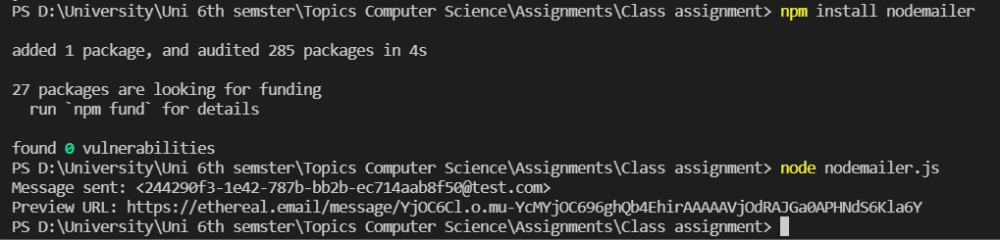 PS D:\University\Uni 6th semster\Topics Computer Science\Assignments\Class assignment> npm install nodemailer
added 1 package, and audited 285 packages in 4s
27 packages are looking for funding
  run `npm fund` for details
found 0 vulnerabilities
PS D:\University\Uni 6th semster\Topics Computer Science\Assignments\Class assignment> node nodemailer.js
Message sent: <244290f3-1e42-787b-bb2b-ec714aab8f50@test.com>
Preview URL: https://ethereal.email/message/YjOC6Cl.o.mu-YcMYjOC696ghQb4EhirAAAAAVjOdRAJGa0APHNdS6Kla6Y
PS D:\University\Uni 6th semster\Topics Computer Science\Assignments\Class assignment>